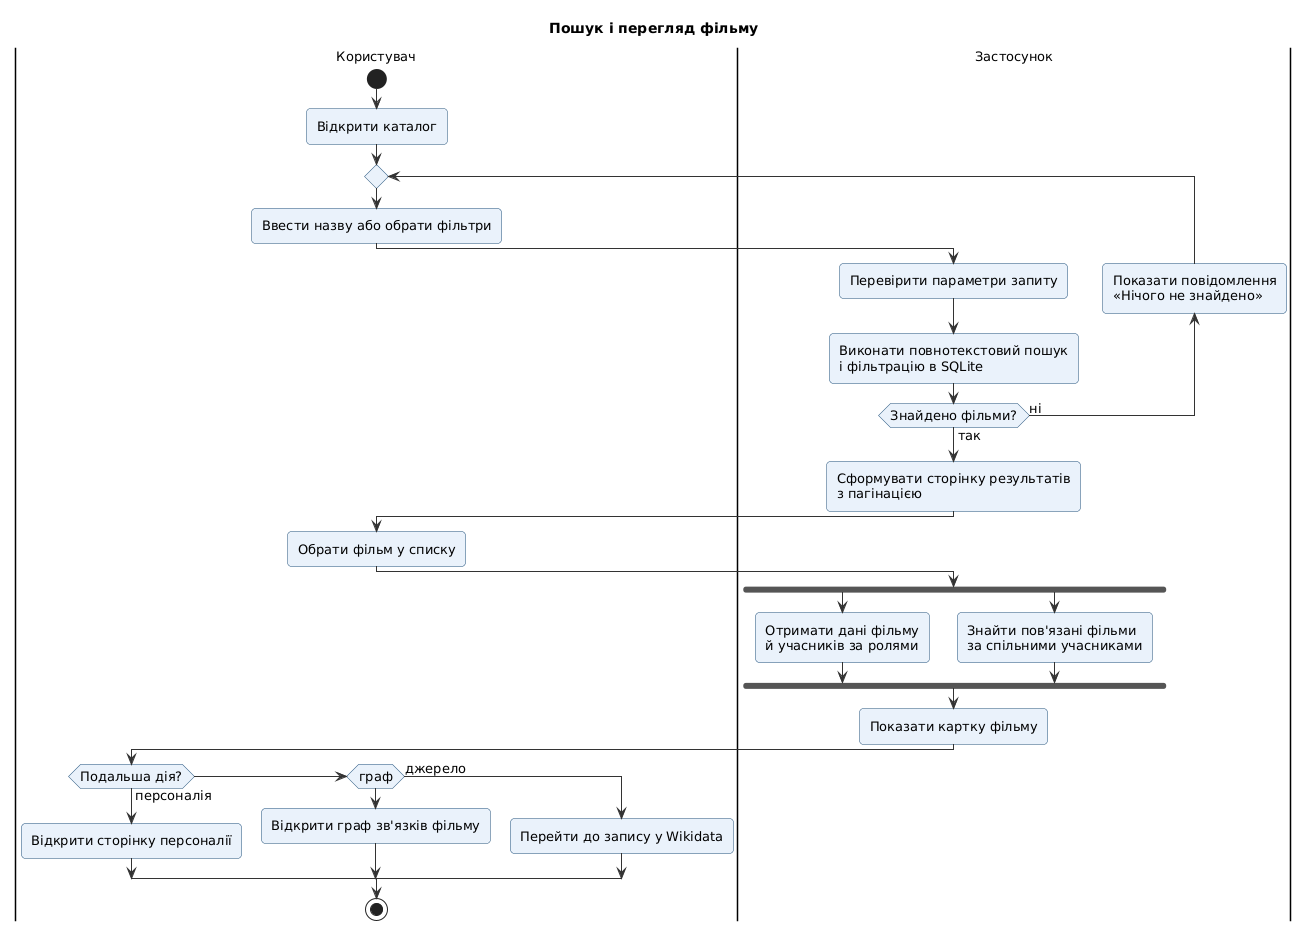 Пошук і перегляд фільму
Користувач
Застосунок
Відкрити каталог
Ввести назву або обрати фільтри
Перевірити параметри запиту
Показати повідомлення
«Нічого не знайдено»
Виконати повнотекстовий пошук
і фільтрацію в SQLite
Знайдено фільми?
ні
так
Сформувати сторінку результатів
з пагінацією
Обрати фільм у списку
Отримати дані фільму
й учасників за ролями
Знайти пов'язані фільми
за спільними учасниками
Показати картку фільму
Подальша дія?
граф
джерело
персоналія
Відкрити сторінку персоналії
Відкрити граф зв'язків фільму
Перейти до запису у Wikidata